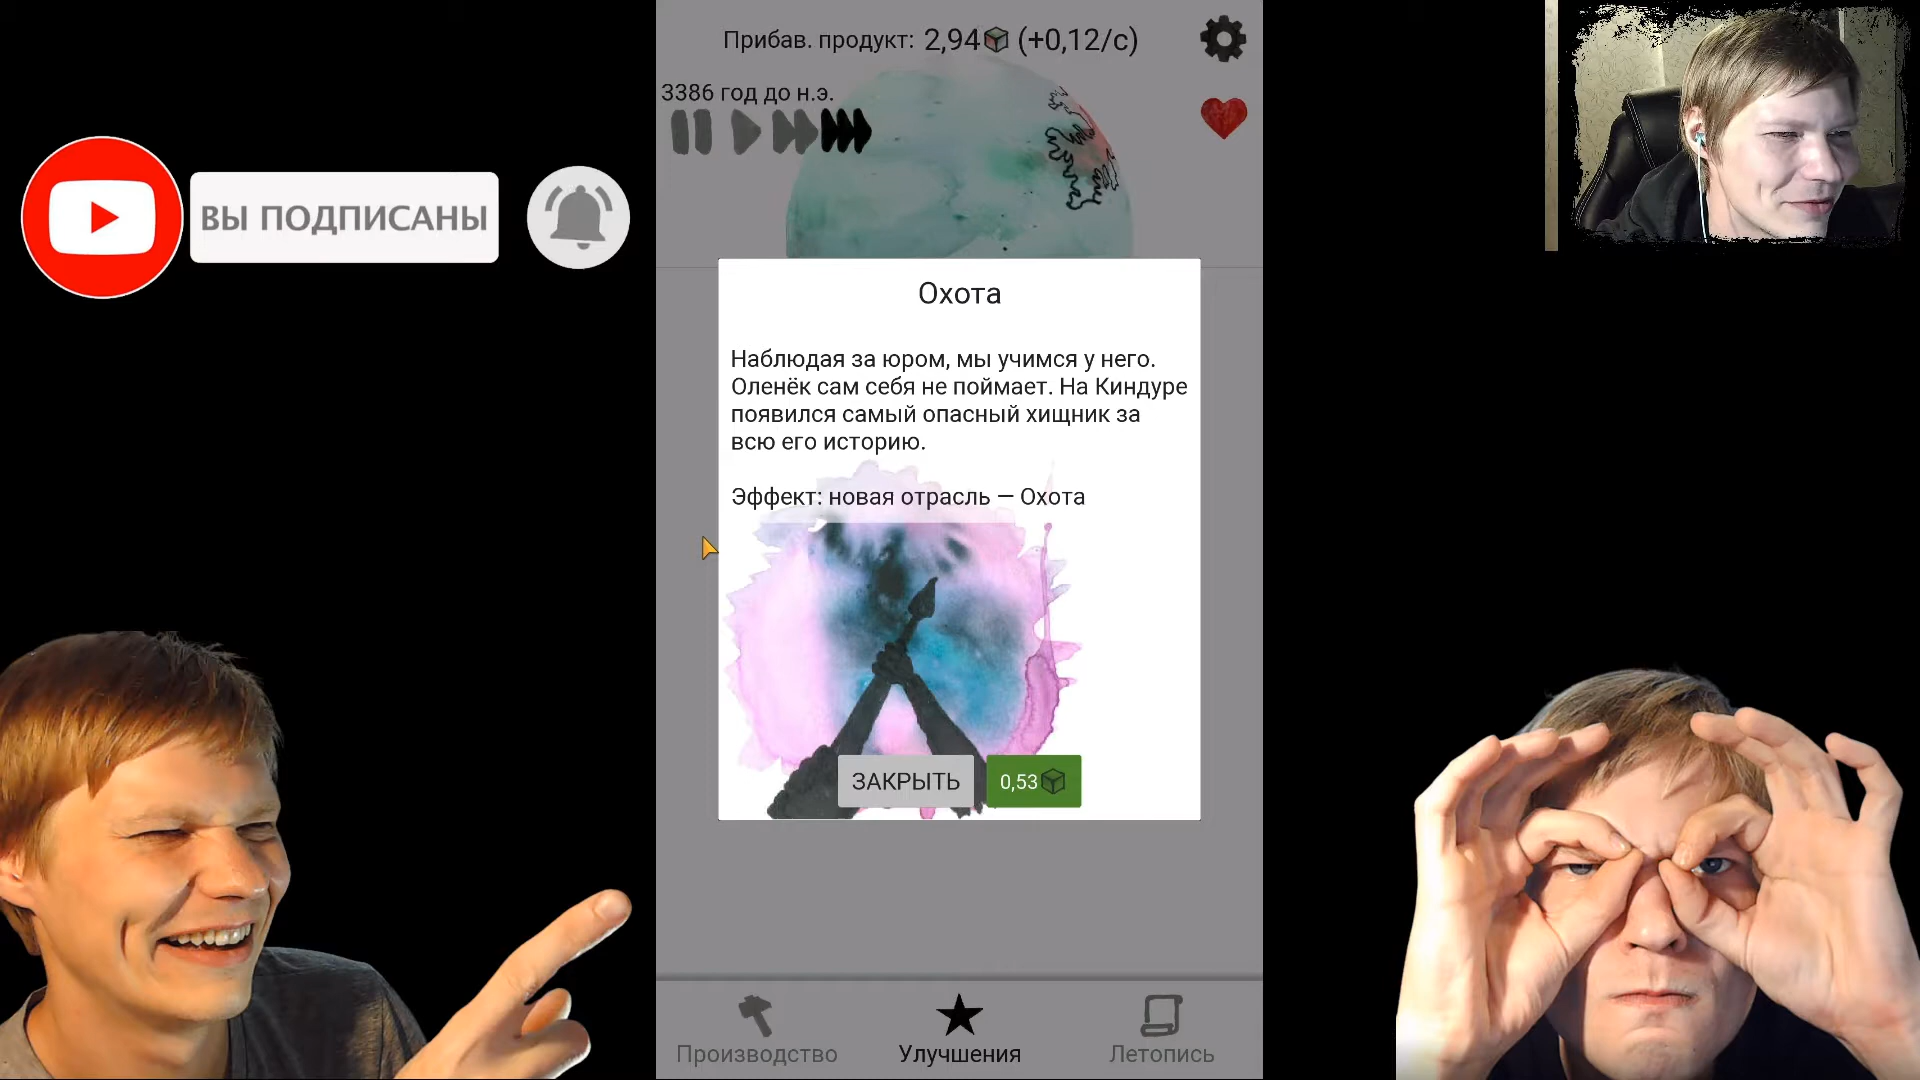 Прибав. продукт: 2,94 (+0,12/с)
3386 год до н.э.
ВЫ ПОДПИСАНЫ
Охота
Наблюдая за юром, мы учимся у него.
Оленёк сам себя не поймает. На Киндуре
появился самый опасный хищник за
всю его историю.
Эффект: новая отрасль — Охота
ЗАКРЫТЬ
0,53
Производство
Улучшения
Летопись